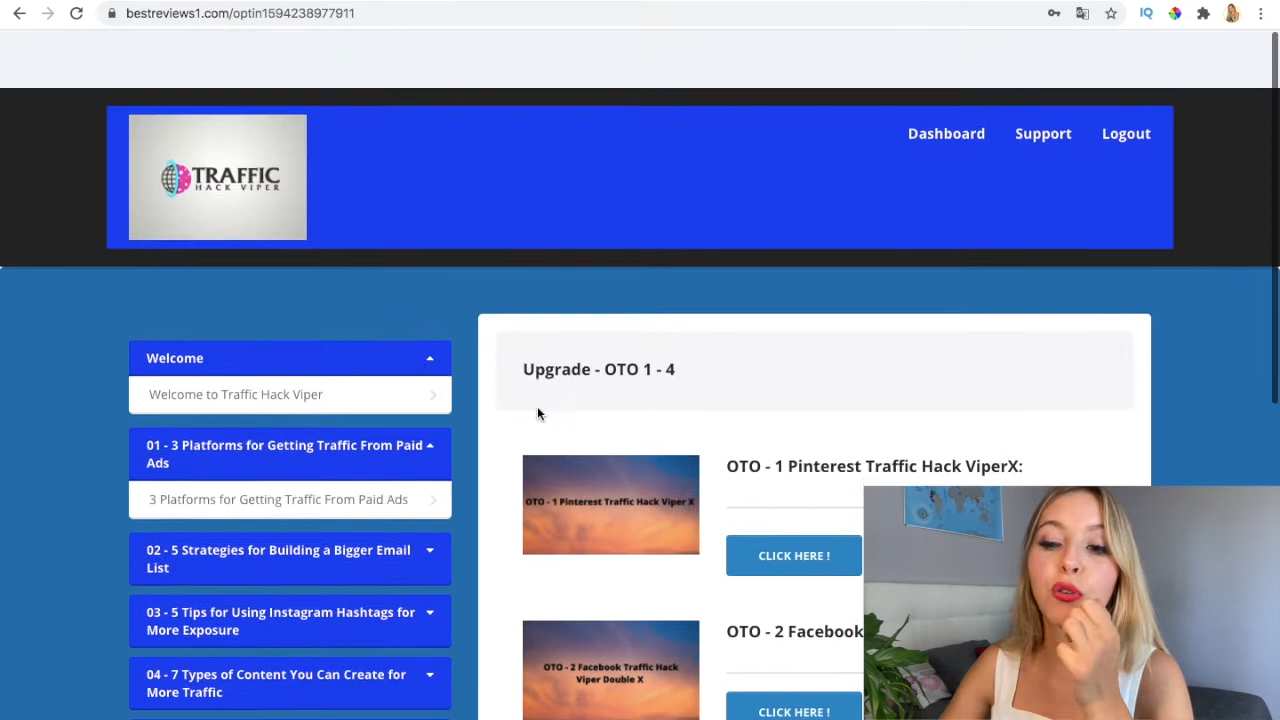 bestreviews1.com/optin1594238977911
IQ
TRAFFIC
HACK VIPER
Dashboard
Support
Logout
Welcome
Welcome to Traffic Hack Viper
01 - 3 Platforms for Getting Traffic From Paid
Ads
3 Platforms for Getting Traffic From Paid Ads
02 - 5 Strategies for Building a Bigger Email
List
03 - 5 Tips for Using Instagram Hashtags for
More Exposure
04 - 7 Types of Content You Can Create for
More Traffic
Upgrade - OTO 1 - 4
OTO - 1 Pinterest Traffic Hack Viper X
OTO - 1 Pinterest Traffic Hack ViperX:
CLICK HERE !
OTO - 2 Facebook Traffic Hack
Viper Double X
OTO - 2 Facebook
CLICK HERE !